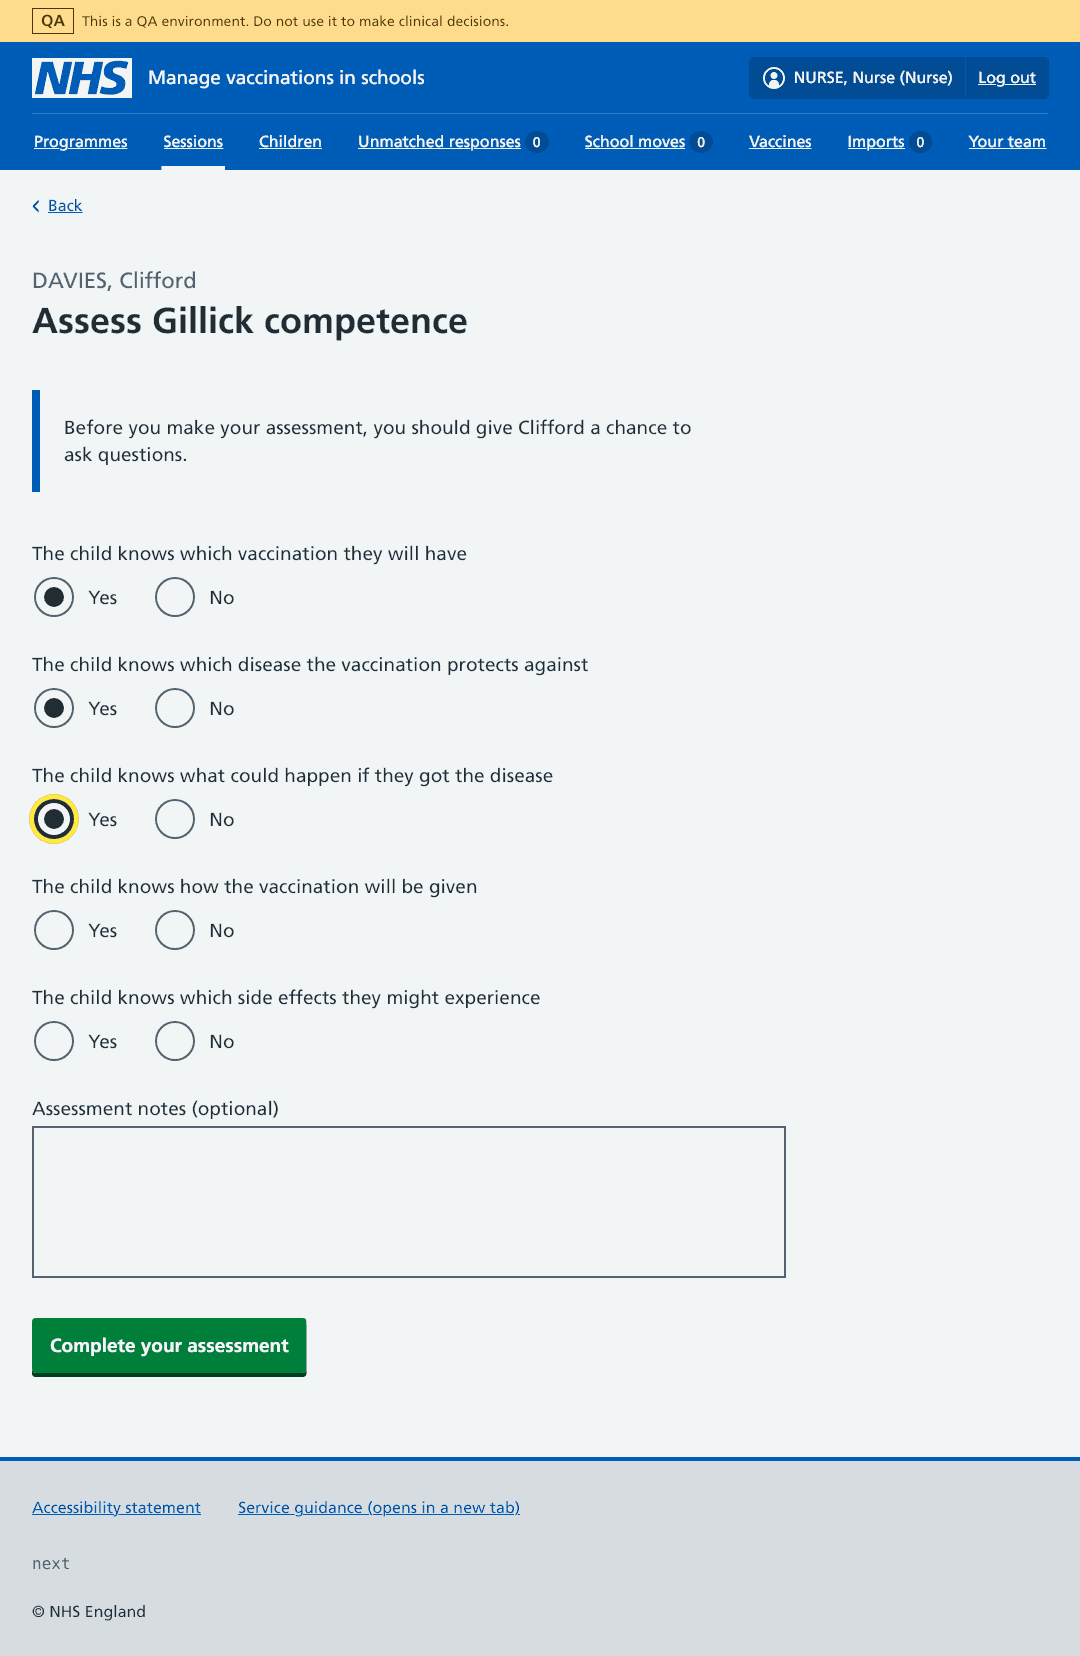 QA This is a QA environment. Do not use it to make clinical decisions.
NHS Manage vaccinations in schools NURSE, Nurse (Nurse) Log out
Programmes Sessions Children Unmatched responses 0 School moves 0 Vaccines Imports 0 Your team
Back
DAVIES, Clifford
Assess Gillick competence
Before you make your assessment, you should give Clifford a chance to
ask questions.
The child knows which vaccination they will have
Yes No
The child knows which disease the vaccination protects against
Yes No
The child knows what could happen if they got the disease
Yes No
The child knows how the vaccination will be given
Yes No
The child knows which side effects they might experience
Yes No
Assessment notes (optional)
Complete your assessment
Accessibility statement Service guidance (opens in a new tab)
next
© NHS England